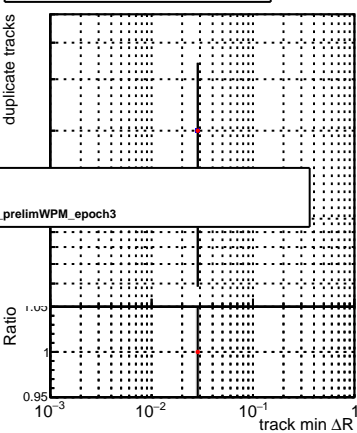 duplicate tracks
_prelimWPM_epoch3
Ratio
1.05
1
0.95
10⁻³ 10⁻² 10⁻¹ 1
track min ΔR